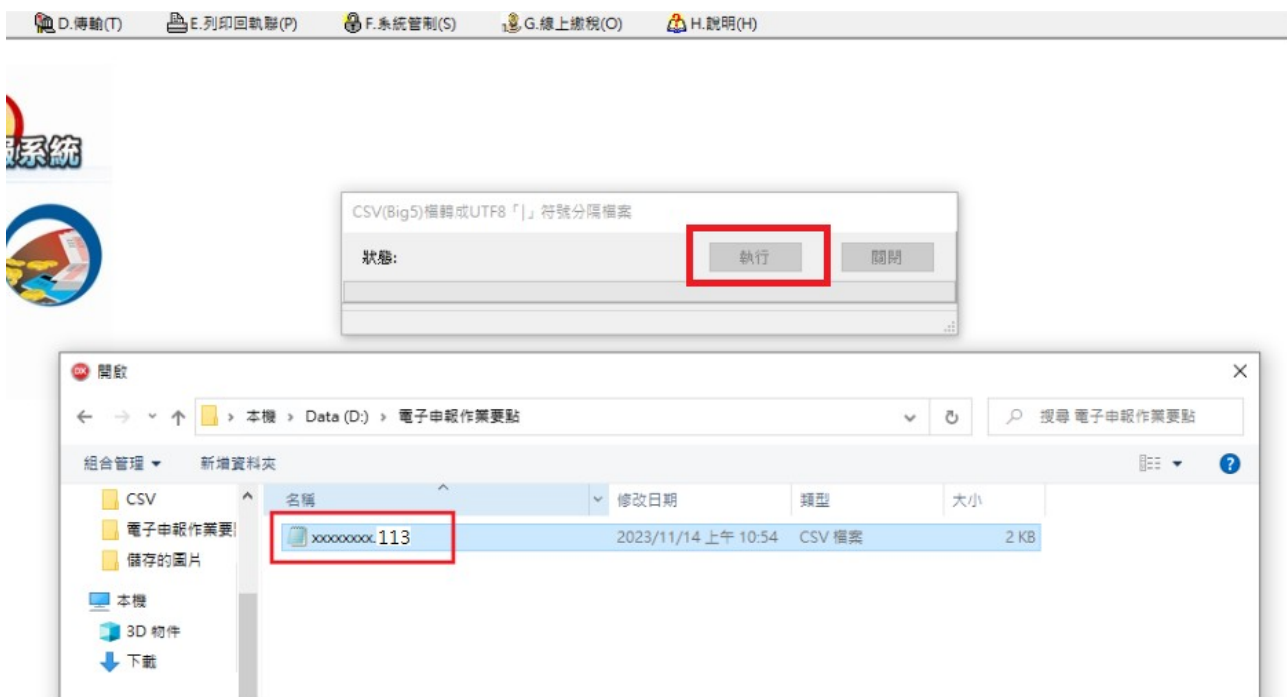 D.傳輸(T) E.列印回執聯(P) F.系統管制(S) G.線上繳稅(O) H.說明(H)
系統
CSV(Big5)檔轉成UTF8「|」符號分隔檔案
狀態: 執行 關閉
開啟
本機 › Data (D:) › 電子申報作業要點 搜尋 電子申報作業要點
組合管理 新增資料夾
CSV 名稱 修改日期 類型 大小
電子申報作業要 xxxxxxxx.113 2023/11/14 上午 10:54 CSV 檔案 2 KB
儲存的圖片
本機
3D 物件
下載